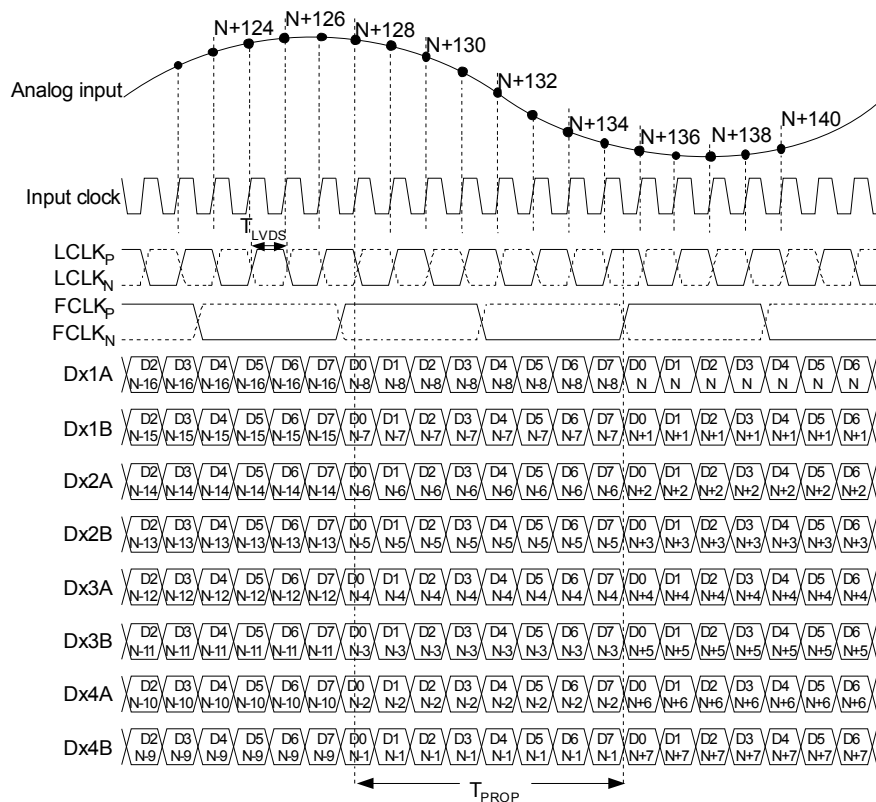 N+124 N+126 N+128 N+130 N+132 N+134 N+136 N+138 N+140
Analog input
Input clock
T_LVDS
LCLK_P
LCLK_N
FCLK_P
FCLK_N
Dx1A
D2 D3 D4 D5 D6 D7 D0 D1 D2 D3 D4 D5 D6 D7 D0 D1 D2 D3 D4 D5 D6
N-16 N-16 N-16 N-16 N-16 N-16 N-8 N-8 N-8 N-8 N-8 N-8 N-8 N-8 N N N N N N N
Dx1B
D2 D3 D4 D5 D6 D7 D0 D1 D2 D3 D4 D5 D6 D7 D0 D1 D2 D3 D4 D5 D6
N-15 N-15 N-15 N-15 N-15 N-15 N-7 N-7 N-7 N-7 N-7 N-7 N-7 N-7 N+1 N+1 N+1 N+1 N+1 N+1 N+1
Dx2A
D2 D3 D4 D5 D6 D7 D0 D1 D2 D3 D4 D5 D6 D7 D0 D1 D2 D3 D4 D5 D6
N-14 N-14 N-14 N-14 N-14 N-14 N-6 N-6 N-6 N-6 N-6 N-6 N-6 N-6 N+2 N+2 N+2 N+2 N+2 N+2 N+2
Dx2B
D2 D3 D4 D5 D6 D7 D0 D1 D2 D3 D4 D5 D6 D7 D0 D1 D2 D3 D4 D5 D6
N-13 N-13 N-13 N-13 N-13 N-13 N-5 N-5 N-5 N-5 N-5 N-5 N-5 N-5 N+3 N+3 N+3 N+3 N+3 N+3 N+3
Dx3A
D2 D3 D4 D5 D6 D7 D0 D1 D2 D3 D4 D5 D6 D7 D0 D1 D2 D3 D4 D5 D6
N-12 N-12 N-12 N-12 N-12 N-12 N-4 N-4 N-4 N-4 N-4 N-4 N-4 N-4 N+4 N+4 N+4 N+4 N+4 N+4 N+4
Dx3B
D2 D3 D4 D5 D6 D7 D0 D1 D2 D3 D4 D5 D6 D7 D0 D1 D2 D3 D4 D5 D6
N-11 N-11 N-11 N-11 N-11 N-11 N-3 N-3 N-3 N-3 N-3 N-3 N-3 N-3 N+5 N+5 N+5 N+5 N+5 N+5 N+5
Dx4A
D2 D3 D4 D5 D6 D7 D0 D1 D2 D3 D4 D5 D6 D7 D0 D1 D2 D3 D4 D5 D6
N-10 N-10 N-10 N-10 N-10 N-10 N-2 N-2 N-2 N-2 N-2 N-2 N-2 N-2 N+6 N+6 N+6 N+6 N+6 N+6 N+6
Dx4B
D2 D3 D4 D5 D6 D7 D0 D1 D2 D3 D4 D5 D6 D7 D0 D1 D2 D3 D4 D5 D6
N-9 N-9 N-9 N-9 N-9 N-9 N-1 N-1 N-1 N-1 N-1 N-1 N-1 N-1 N+7 N+7 N+7 N+7 N+7 N+7 N+7
T_PROP